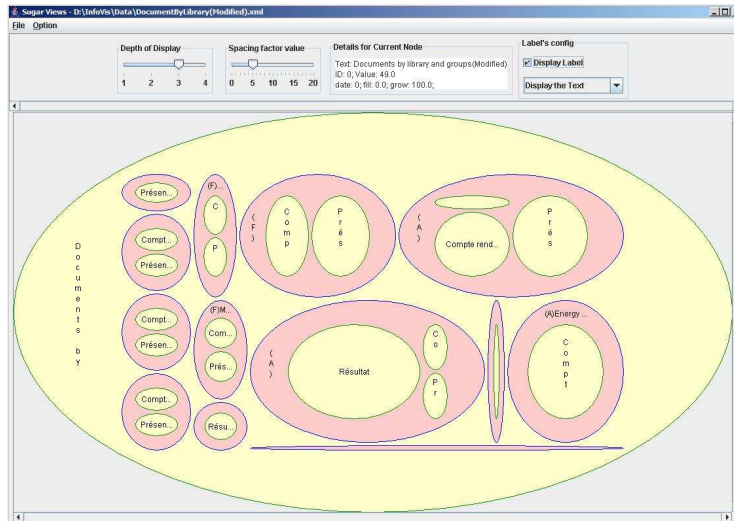 Sugar Views - D:\InfoVis\Data\DocumentByLibrary(Modified).xml
File Option
Depth of Display
1 2 3 4
Spacing factor value
0 5 10 15 20
Details for Current Node
Text: Documents by library and groups(Modified)
ID: 0; Value: 49.0
date: 0; fill: 0.0; grow: 100.0;
Label's config
Display Label
Display the Text
Documents by
Présen...
Compt...
Présen...
Compt...
Présen...
Compt...
Présen...
(F)...
C
P
(F)M...
Com...
Prés...
Résu...
(F)
Comp
Prés
(A)
Compte rend...
Prés
(A)
Résultat
Co
Pr
(A)Energy ...
Compt